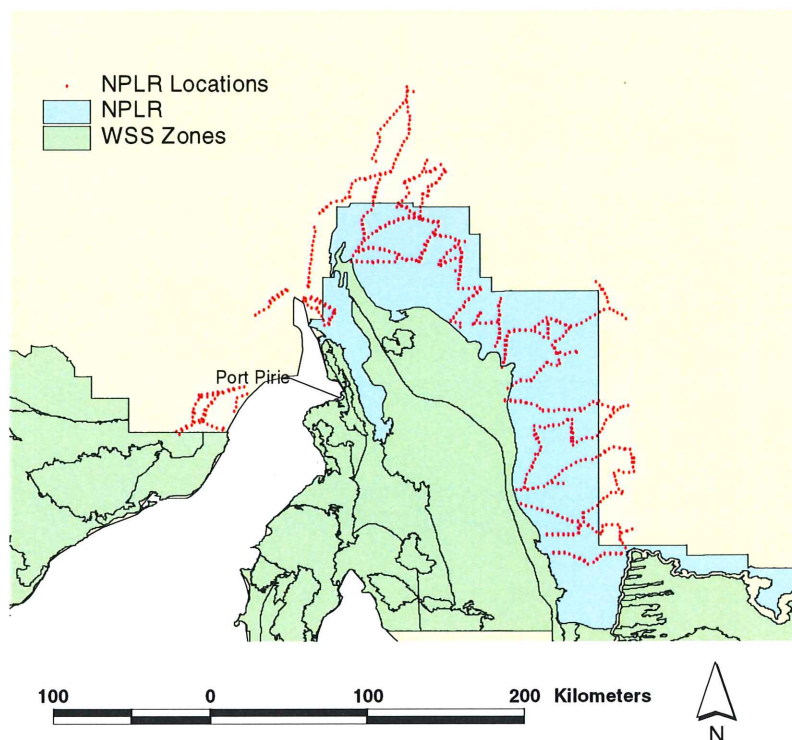 NPLR Locations
NPLR
WSS Zones
Port Pirie
100 0 100 200 Kilometers
N